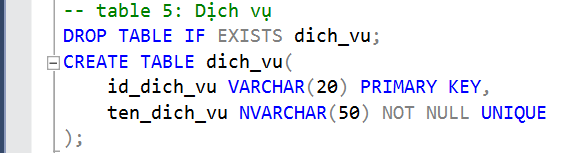 -- table 5: Dịch vụ
DROP TABLE IF EXISTS dich_vu;
CREATE TABLE dich_vu(
    id_dich_vu VARCHAR(20) PRIMARY KEY,
    ten_dich_vu NVARCHAR(50) NOT NULL UNIQUE
);